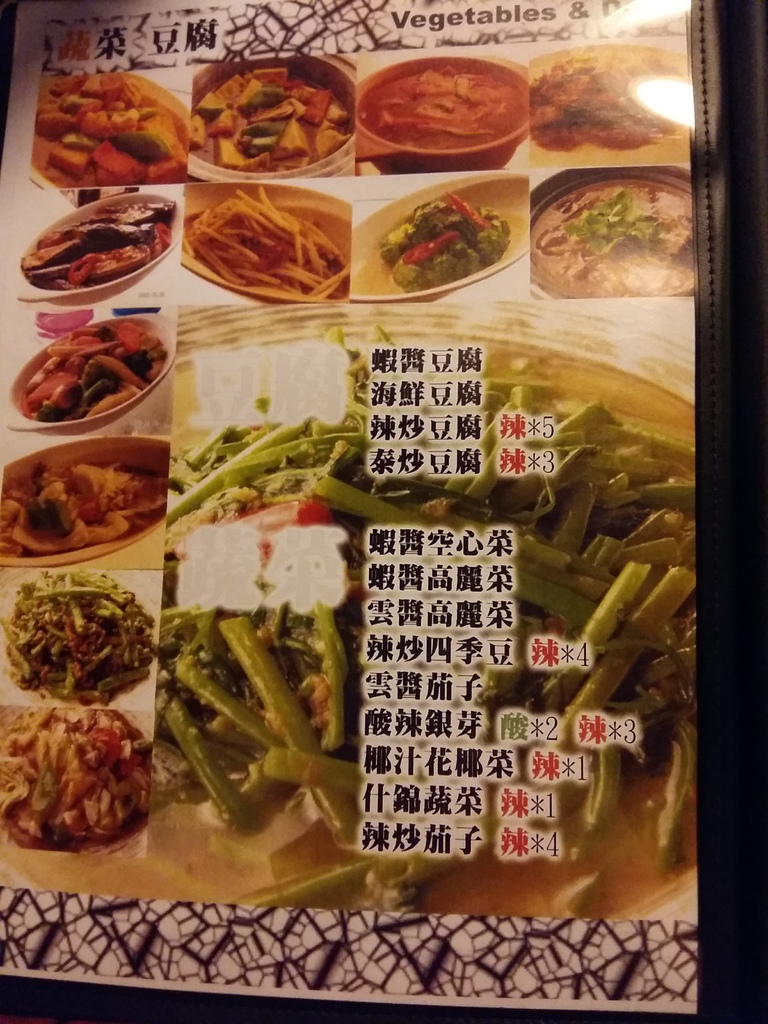 蔬菜 豆腐
Vegetables &
豆腐
蝦醬豆腐
海鮮豆腐
辣炒豆腐 辣*5
泰炒豆腐 辣*3
蔬菜
蝦醬空心菜
蝦醬高麗菜
雲醬高麗菜
辣炒四季豆 辣*4
雲醬茄子
酸辣銀芽 酸*2 辣*3
椰汁花椰菜 辣*1
什錦蔬菜 辣*1
辣炒茄子 辣*4